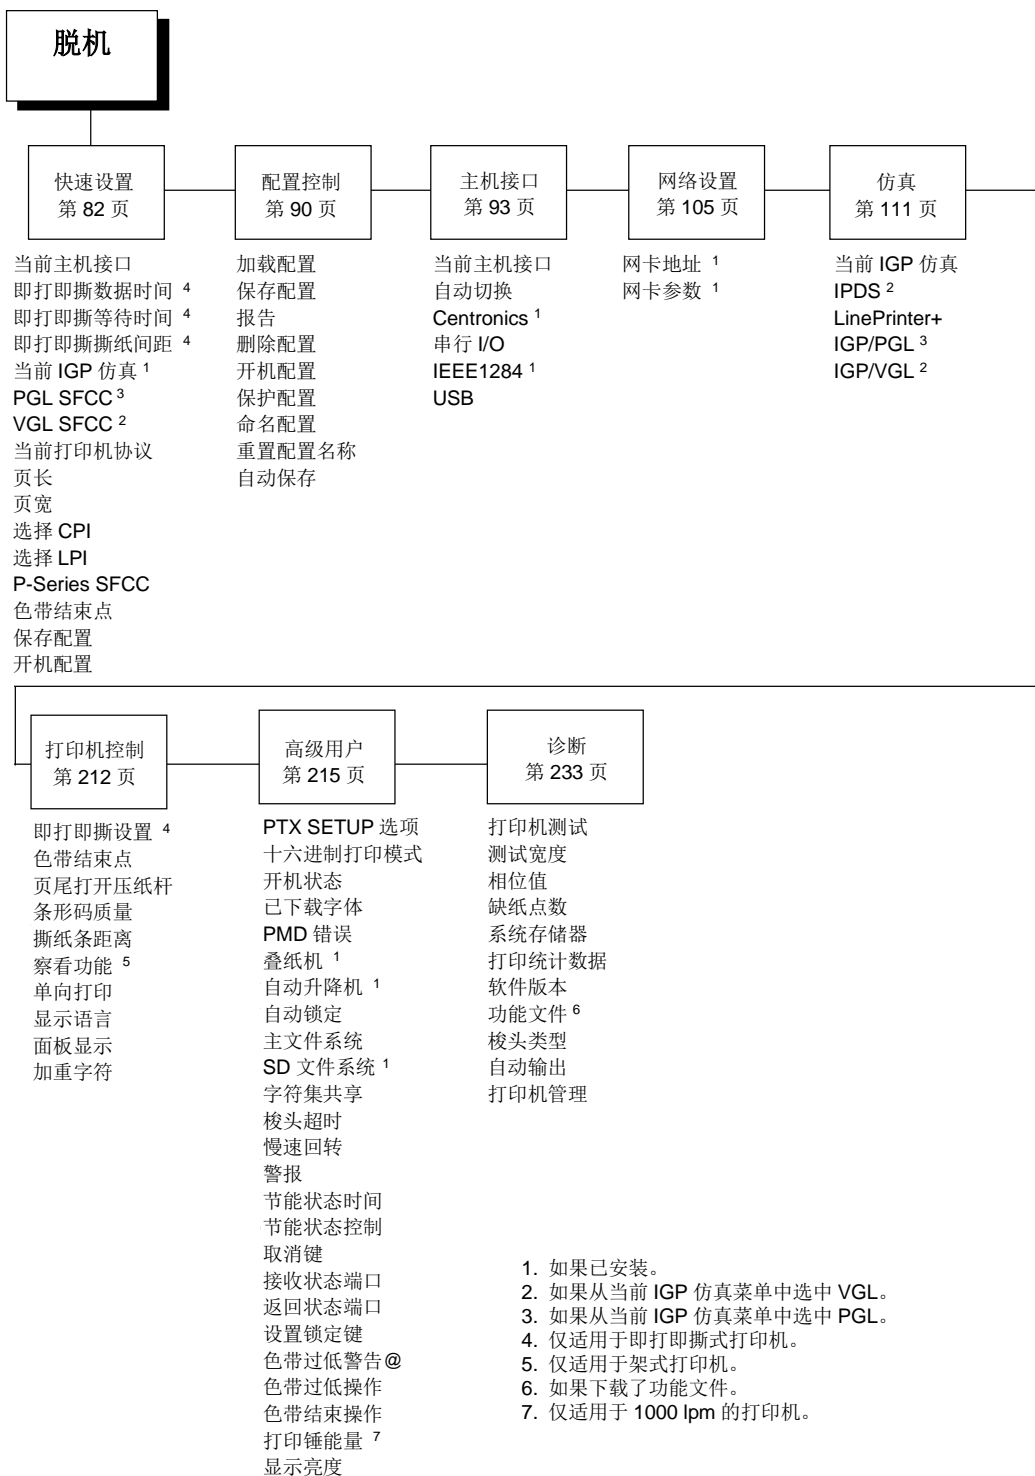 脱机
快速设置
第 82 页
配置控制
第 90 页
主机接口
第 93 页
网络设置
第 105 页
仿真
第 111 页
当前主机接口
即打即撕数据时间 4
即打即撕等待时间 4
即打即撕撕纸间距 4
当前 IGP 仿真 1
PGL SFCC 3
VGL SFCC 2
当前打印机协议
页长
页宽
选择 CPI
选择 LPI
P-Series SFCC
色带结束点
保存配置
开机配置
加载配置
保存配置
报告
删除配置
开机配置
保护配置
命名配置
重置配置名称
自动保存
当前主机接口
自动切换
Centronics 1
串行 I/O
IEEE1284 1
USB
网卡地址 1
网卡参数 1
当前 IGP 仿真
IPDS 2
LinePrinter+
IGP/PGL 3
IGP/VGL 2
打印机控制
第 212 页
高级用户
第 215 页
诊断
第 233 页
即打即撕设置 4
色带结束点
页尾打开压纸杆
条形码质量
撕纸条距离
察看功能 5
单向打印
显示语言
面板显示
加重字符
PTX SETUP 选项
十六进制打印模式
开机状态
已下载字体
PMD 错误
叠纸机 1
自动升降机 1
自动锁定
主文件系统
SD 文件系统 1
字符集共享
梭头超时
慢速回转
警报
节能状态时间
节能状态控制
取消键
接收状态端口
返回状态端口
设置锁定键
色带过低警告@
色带过低操作
色带结束操作
打印锤能量 7
显示亮度
打印机测试
测试宽度
相位值
缺纸点数
系统存储器
打印统计数据
软件版本
功能文件 6
梭头类型
自动输出
打印机管理
1. 如果已安装。
2. 如果从当前 IGP 仿真菜单中选中 VGL。
3. 如果从当前 IGP 仿真菜单中选中 PGL。
4. 仅适用于即打即撕式打印机。
5. 仅适用于架式打印机。
6. 如果下载了功能文件。
7. 仅适用于 1000 lpm 的打印机。